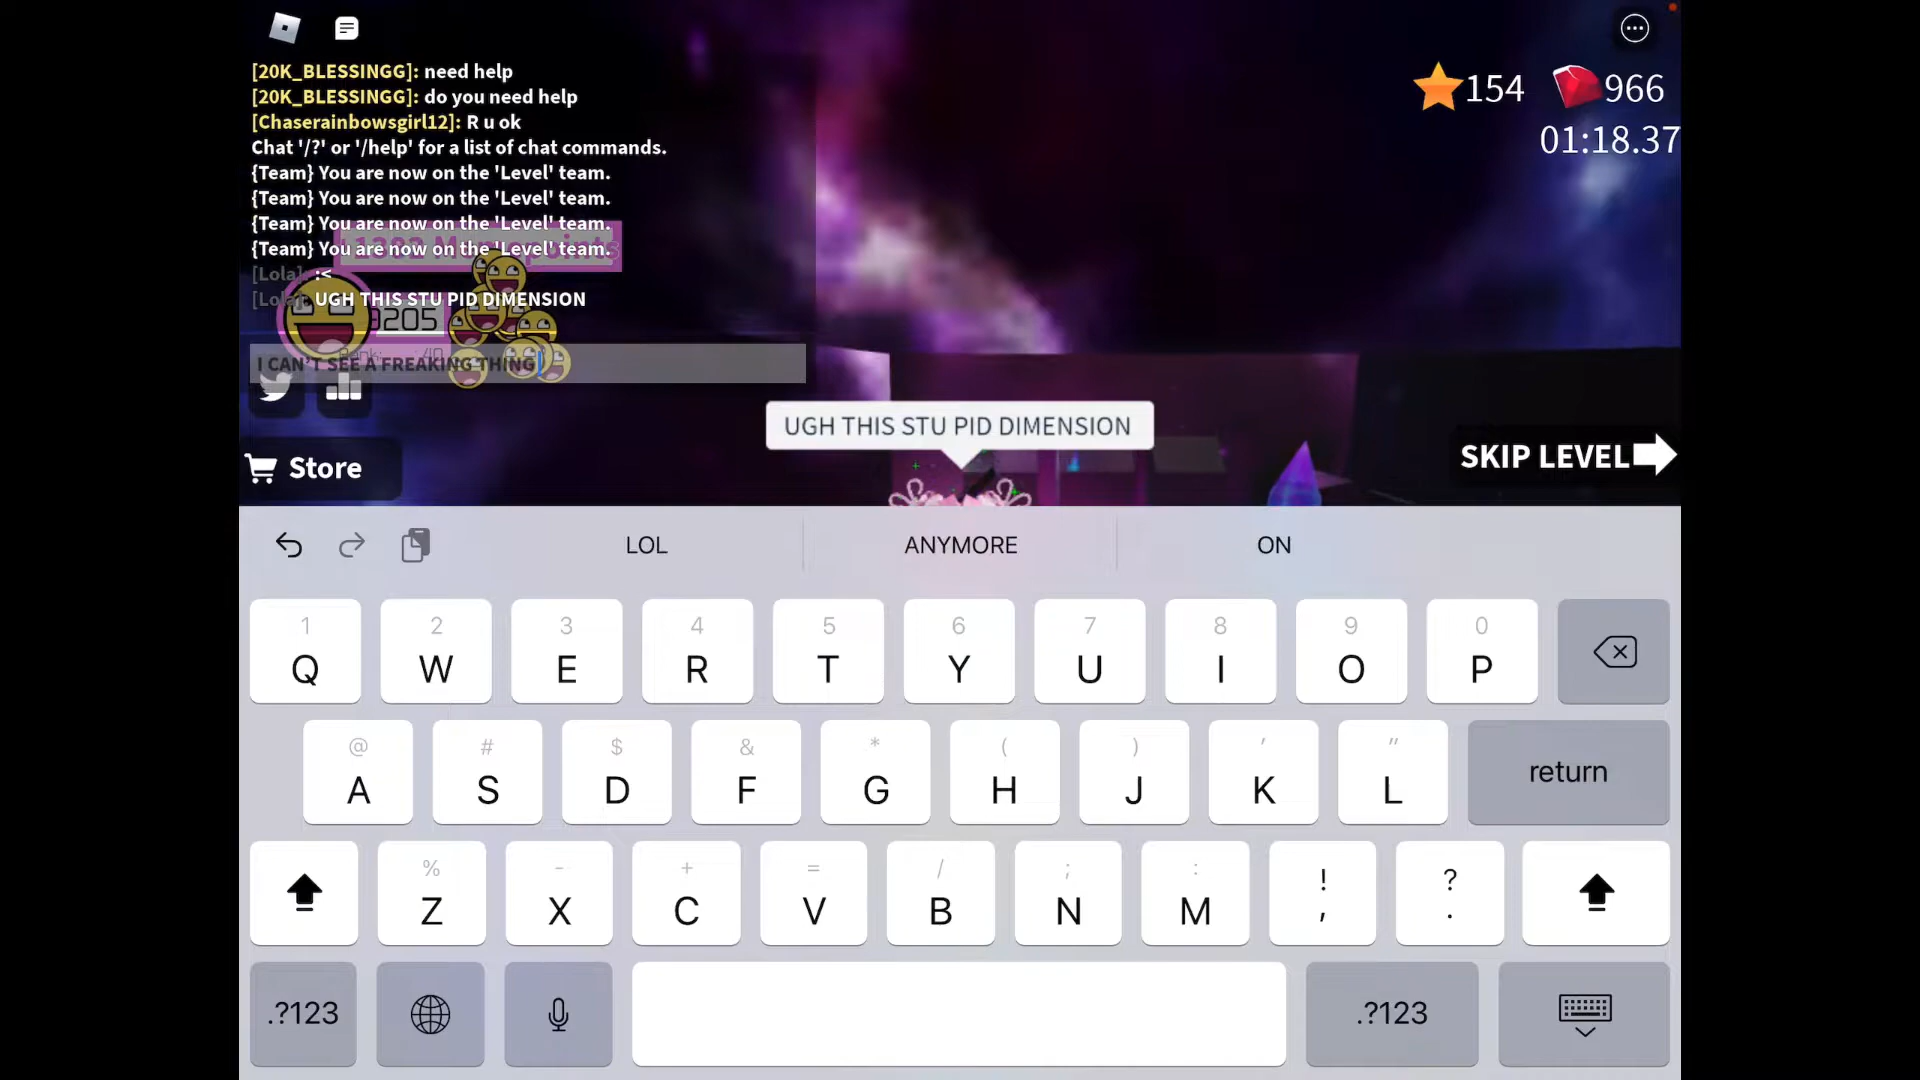 [20K_BLESSINGG]: need help
[20K_BLESSINGG]: do you need help
[Chaserainbowsgirl12]: R u ok
Chat '/?' or '/help' for a list of chat commands.
{Team} You are now on the 'Level' team.
{Team} You are now on the 'Level' team.
{Team} You are now on the 'Level' team.
{Team} You are now on the 'Level' team.
[Lola]: :<
[Lola]: UGH THIS STU PID DIMENSION
9205
I CAN'T SEE A FREAKING THING
154 966
01:18.37
UGH THIS STU PID DIMENSION
Store
SKIP LEVEL
LOL ANYMORE ON
1 2 3 4 5 6 7 8 9 0
Q W E R T Y U I O P
@ # $ & * ( ) ' "
A S D F G H J K L return
% - + = / ; : ! ?
Z X C V B N M , .
.?123 .?123